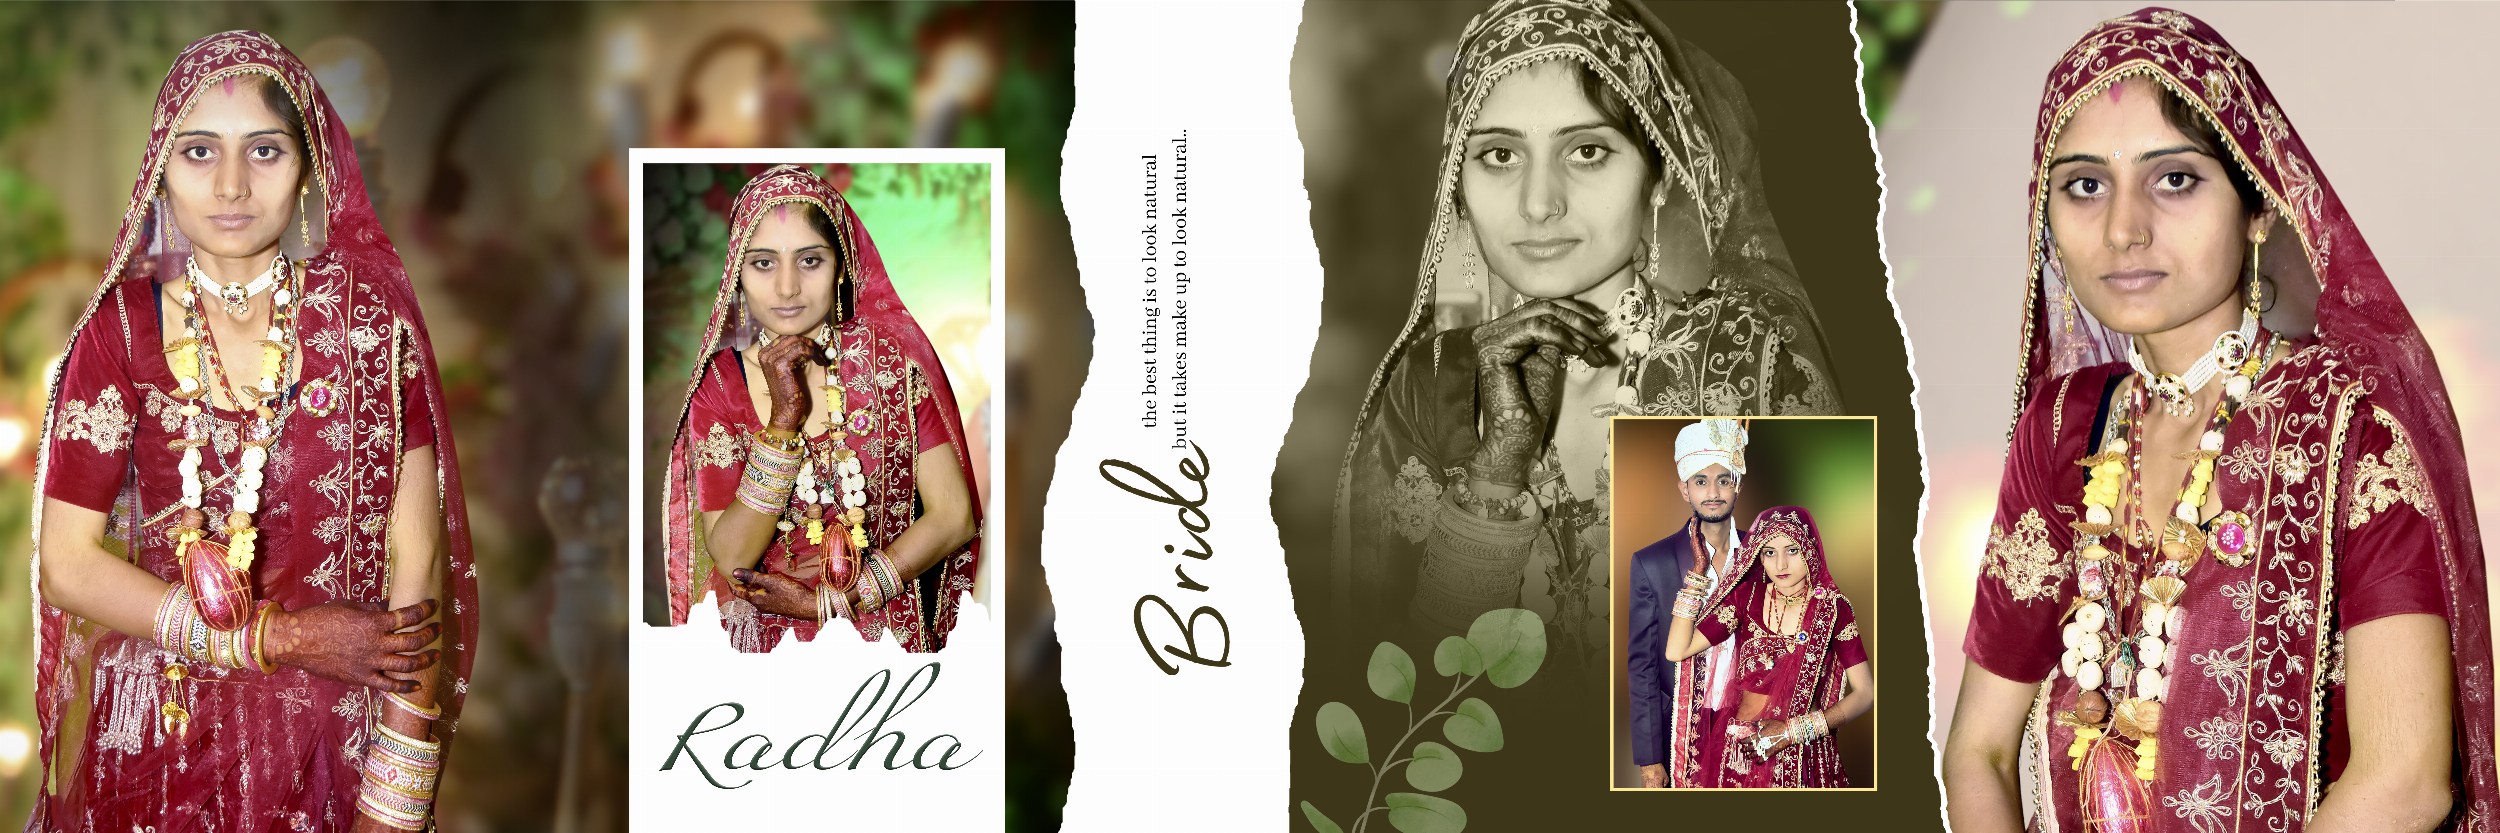 Radha
Bride
the best thing is to look natural
but it takes make up to look natural..